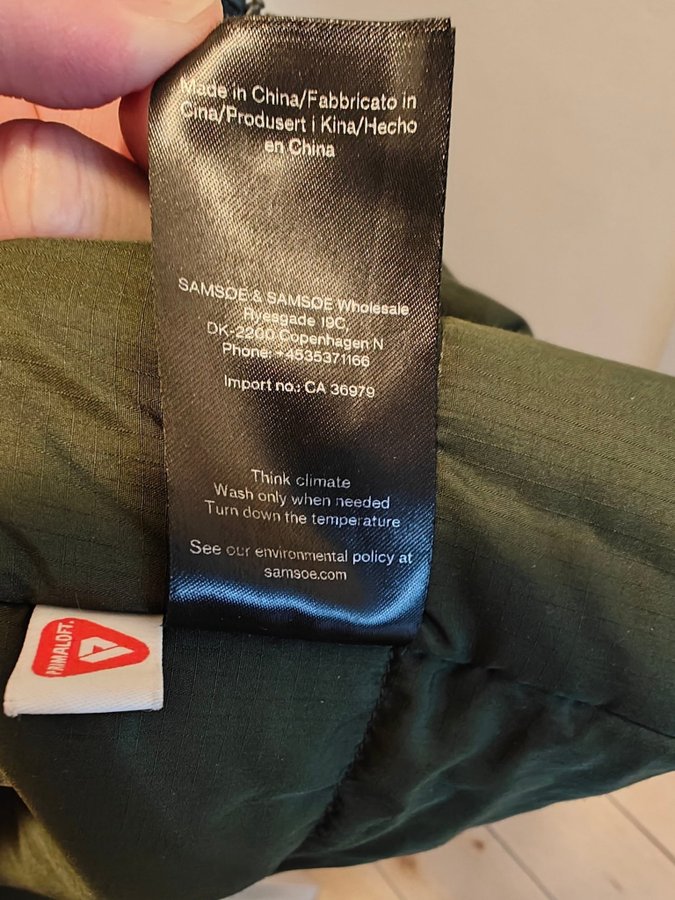 Made in China/Fabbricato in
Cina/Produsert i Kina/Hecho
en China
SAMSØE & SAMSØE Wholesale
Ryesgade 19C
DK-2200 Copenhagen N
Phone: +4535371166
Import no.: CA 36979
Think climate
Wash only when needed
Turn down the temperature
See our environmental policy at
samsoe.com
PRIMALOFT.